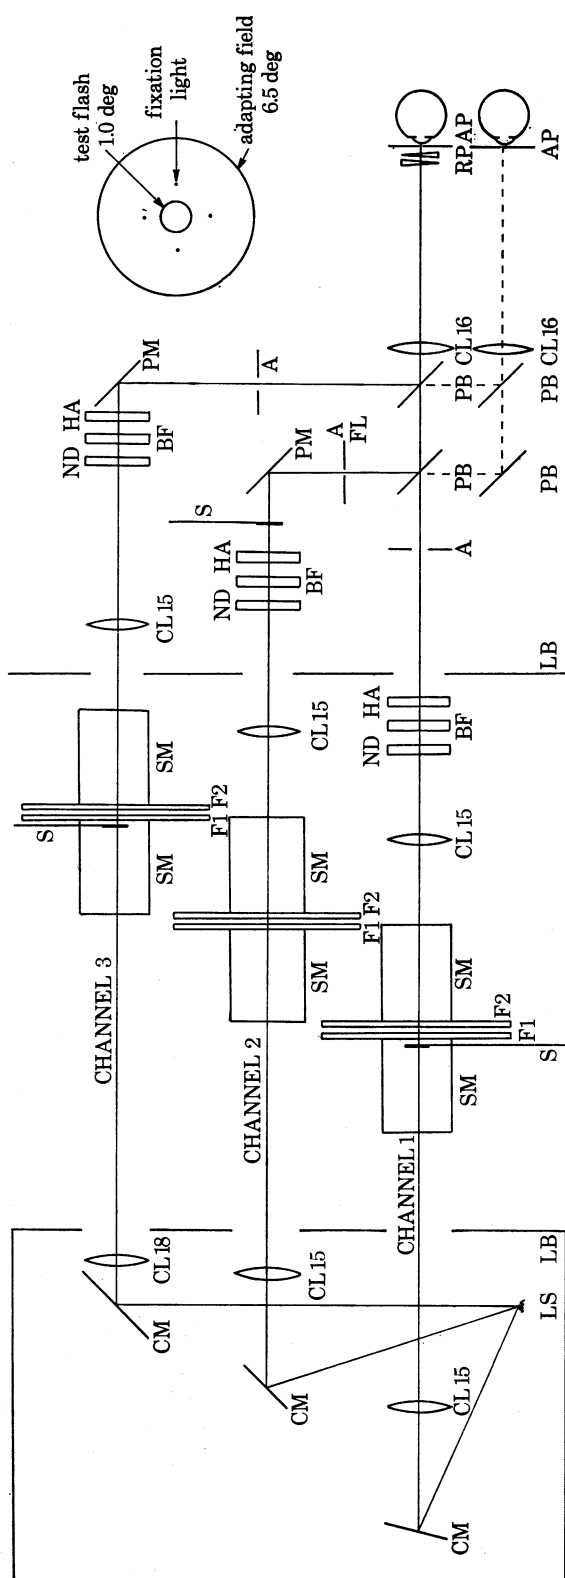 test flash
1.0 deg
fixation
light
adapting field
6.5 deg
CM
CL18
CHANNEL 3
SM
S
F1
F2
SM
CL15
ND
BF
HA
PM
A
CM
CL15
CHANNEL 2
SM
F1
F2
SM
CL15
ND
BF
HA
S
PM
A
FL
CM
CL15
LS
LB
CHANNEL 1
SM
S
F1
F2
SM
CL15
ND
BF
HA
LB
A
PB
PB
PB
PB
CL16
CL16
RP
AP
AP